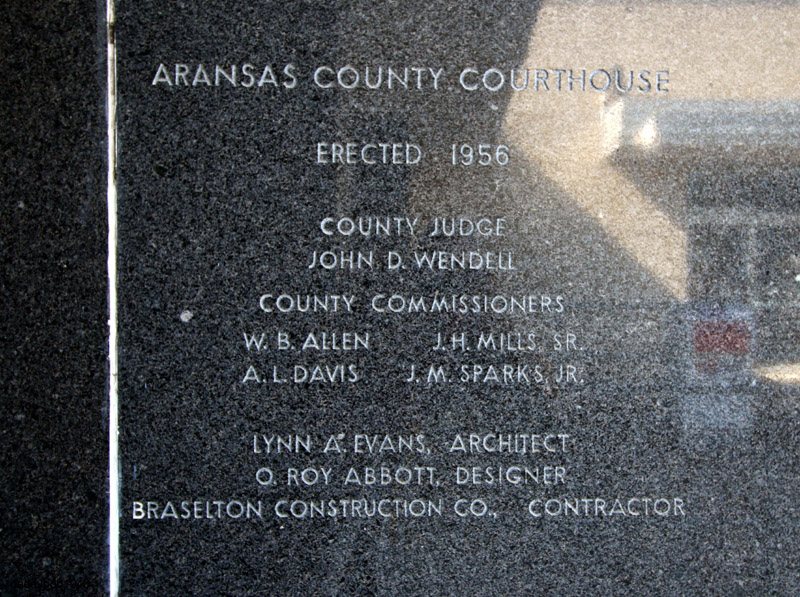 ARANSAS COUNTY COURTHOUSE
ERECTED 1956
COUNTY JUDGE
JOHN D. WENDELL
COUNTY COMMISSIONERS
W. B. ALLEN J. H. MILLS, SR.
A. L. DAVIS J. M. SPARKS, JR.
LYNN A. EVANS, ARCHITECT
O. ROY ABBOTT, DESIGNER
BRASELTON CONSTRUCTION CO., CONTRACTOR